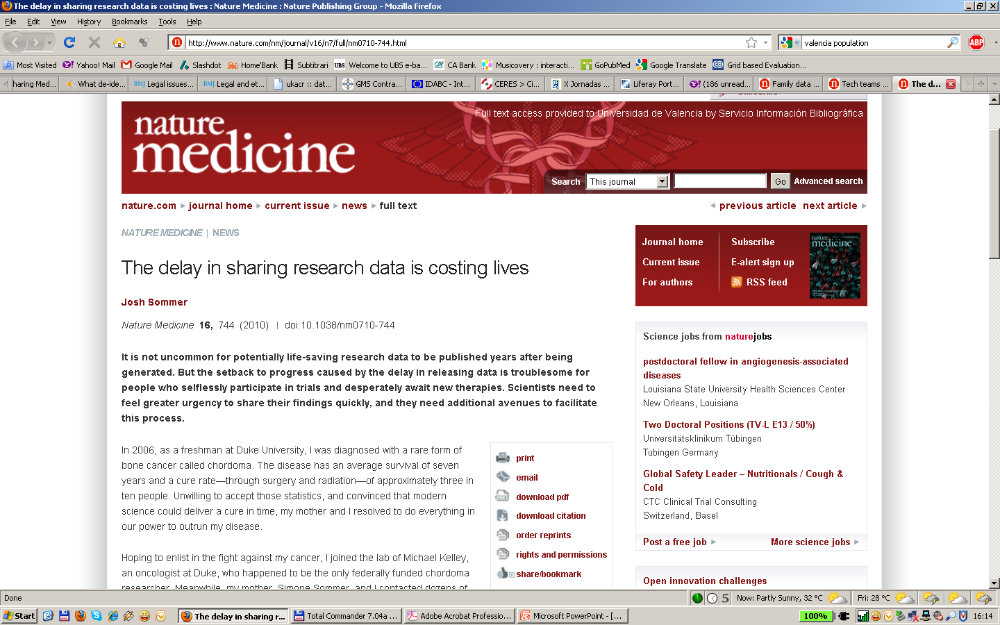 The delay in sharing research data is costing lives : Nature Medicine : Nature Publishing Group - Mozilla Firefox
File Edit View History Bookmarks Tools Help
http://www.nature.com/nm/journal/v16/n7/full/nm0710-744.html
valencia population
ABP
Most Visited Yahoo! Mail Google Mail Slashdot Home'Bank Subtitrari UBS Welcome to UBS e-ba... CA Bank Musicovery : interacti... GoPubMed Google Translate Grid based Evaluation...
haring Med... What de-ide... BMJ Legal issues... BMJ Legal and et... ukacr :: dat... GMS Contra... IDABC - Int... CERES > Ci... X Jornadas ... Liferay Port... (186 unread... Family data ... Tech teams ... The d...
Full text access provided to Universidad de Valencia by Servicio Información Bibliográfica
nature
medicine
Search This journal Go Advanced search
nature.com journal home current issue news full text
previous article next article
NATURE MEDICINE | NEWS
The delay in sharing research data is costing lives
Josh Sommer
Nature Medicine 16, 744 (2010) | doi:10.1038/nm0710-744
It is not uncommon for potentially life-saving research data to be published years after being
generated. But the setback to progress caused by the delay in releasing data is troublesome for
people who selflessly participate in trials and desperately await new therapies. Scientists need to
feel greater urgency to share their findings quickly, and they need additional avenues to facilitate
this process.
In 2006, as a freshman at Duke University, I was diagnosed with a rare form of
bone cancer called chordoma. The disease has an average survival of seven
years and a cure rate—through surgery and radiation—of approximately three in
ten people. Unwilling to accept those statistics, and convinced that modern
science could deliver a cure in time, my mother and I resolved to do everything in
our power to outrun my disease.
Hoping to enlist in the fight against my cancer, I joined the lab of Michael Kelley,
an oncologist at Duke, who happened to be the only federally funded chordoma
researcher. Meanwhile, my mother, Simone Sommer, and I contacted dozens of
print
email
download pdf
download citation
order reprints
rights and permissions
share/bookmark
Journal home Subscribe
Current issue E-alert sign up
For authors RSS feed
nature
medicine
Science jobs from naturejobs
postdoctoral fellow in angiogenesis-associated
diseases
Louisiana State University Health Sciences Center
New Orleans, Louisiana
Two Doctoral Positions (TV-L E13 / 50%)
Universitätsklinikum Tübingen
Tubingen Germany
Global Safety Leader – Nutritionals / Cough &
Cold
CTC Clinical Trial Consulting
Switzerland, Basel
Post a free job More science jobs
Open innovation challenges
Done
5 Now: Partly Sunny, 32 °C Fri: 28 °C
Start The delay in sharing r... Total Commander 7.04a ... Adobe Acrobat Professio... Microsoft PowerPoint - [... 100% 16:14